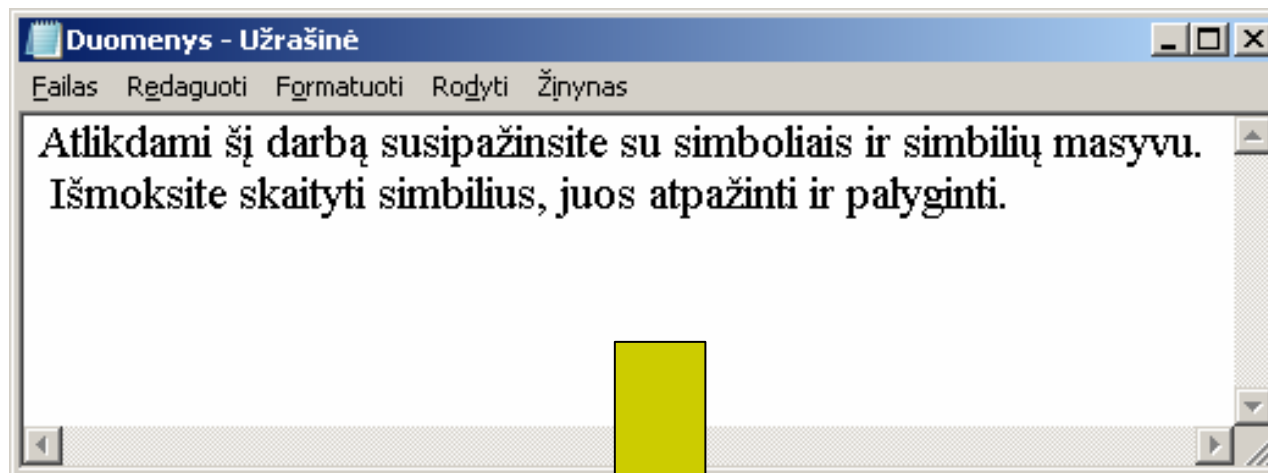 Duomenys - Užrašinė
Failas Redaguoti Formatuoti Rodyti Žinynas
Atlikdami šį darbą susipažinsite su simboliais ir simbilių masyvu.
Išmoksite skaityti simbilius, juos atpažinti ir palyginti.